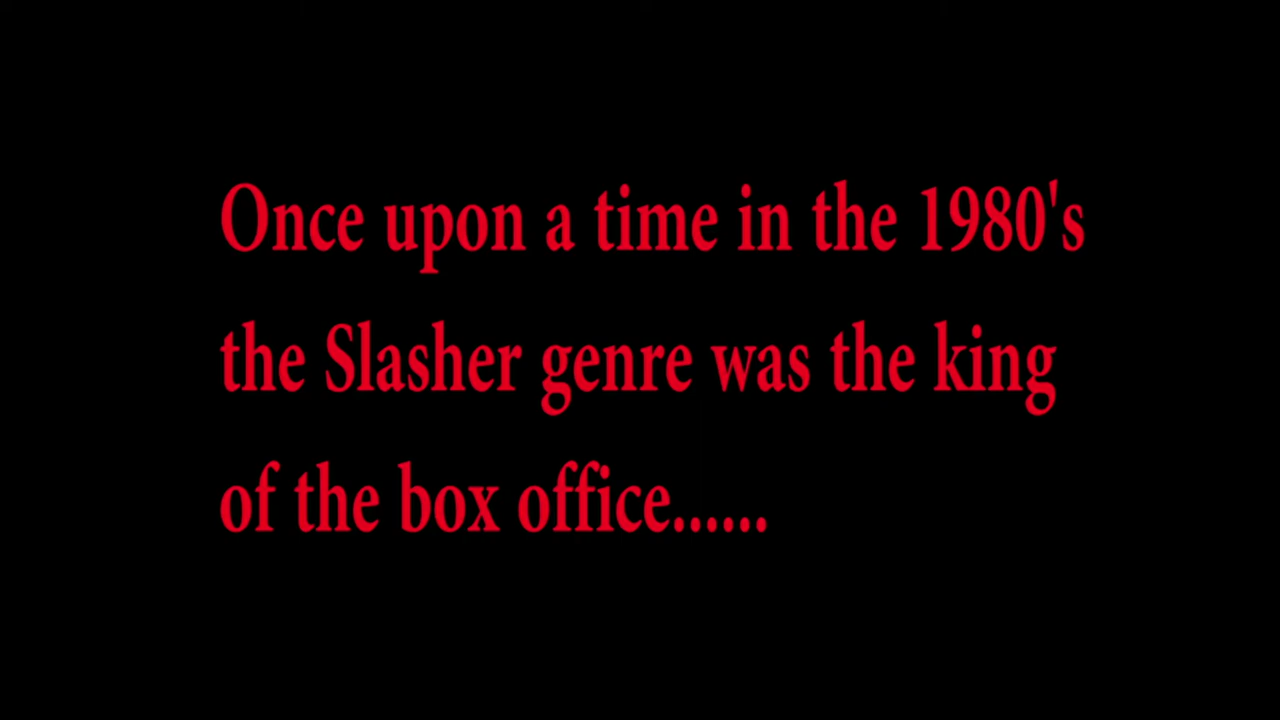 Once upon a time in the 1980's
the Slasher genre was the king
of the box office......